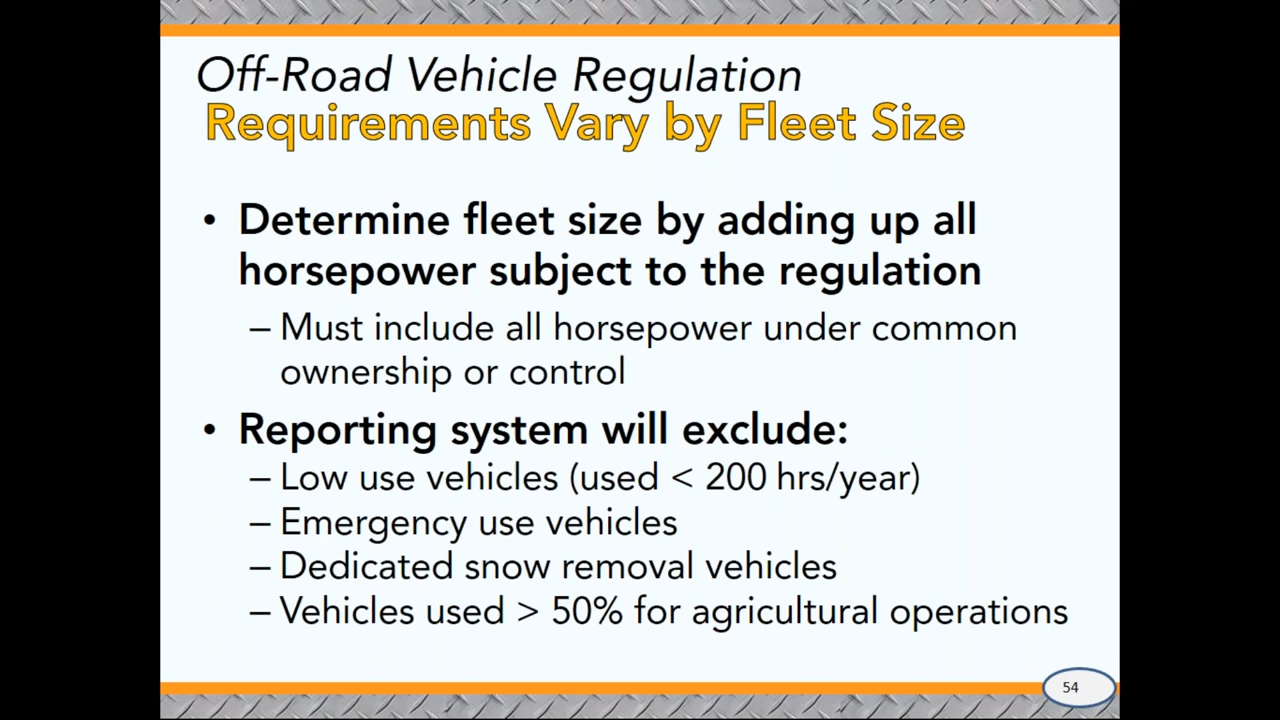 Off-Road Vehicle Regulation
Requirements Vary by Fleet Size
• Determine fleet size by adding up all
horsepower subject to the regulation
– Must include all horsepower under common
ownership or control
• Reporting system will exclude:
– Low use vehicles (used < 200 hrs/year)
– Emergency use vehicles
– Dedicated snow removal vehicles
– Vehicles used > 50% for agricultural operations
54